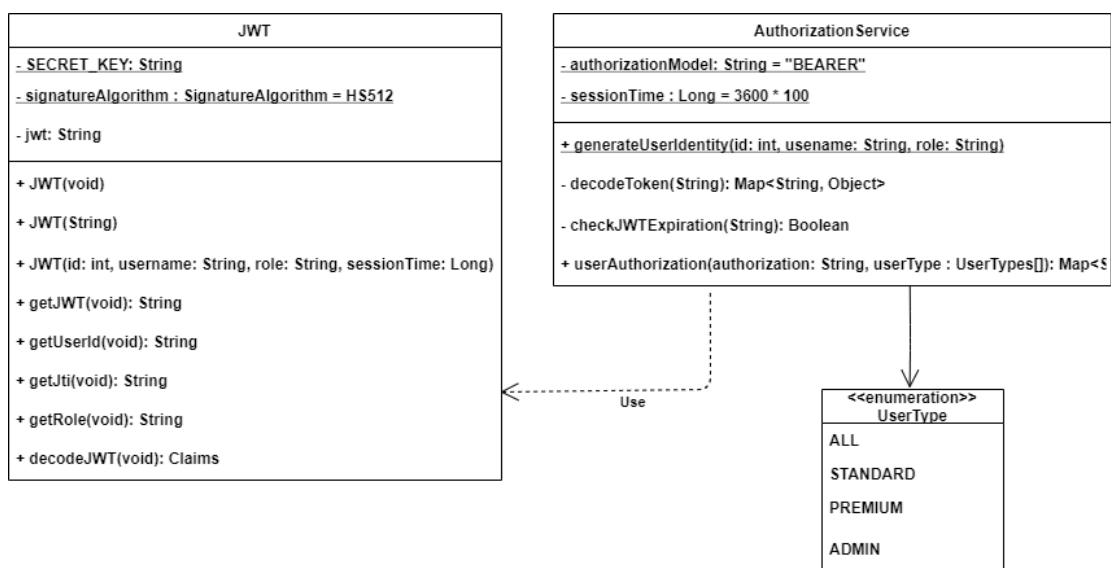 JWT
- SECRET_KEY: String
- signatureAlgorithm : SignatureAlgorithm = HS512
- jwt: String
+ JWT(void)
+ JWT(String)
+ JWT(id: int, username: String, role: String, sessionTime: Long)
+ getJWT(void): String
+ getUserId(void): String
+ getJti(void): String
+ getRole(void): String
+ decodeJWT(void): Claims
AuthorizationService
- authorizationModel: String = "BEARER"
- sessionTime : Long = 3600 * 100
+ generateUserIdentity(id: int, usename: String, role: String)
- decodeToken(String): Map<String, Object>
- checkJWTExpiration(String): Boolean
+ userAuthorization(authorization: String, userType : UserTypes[]): Map<S
Use
<<enumeration>>
UserType
ALL
STANDARD
PREMIUM
ADMIN